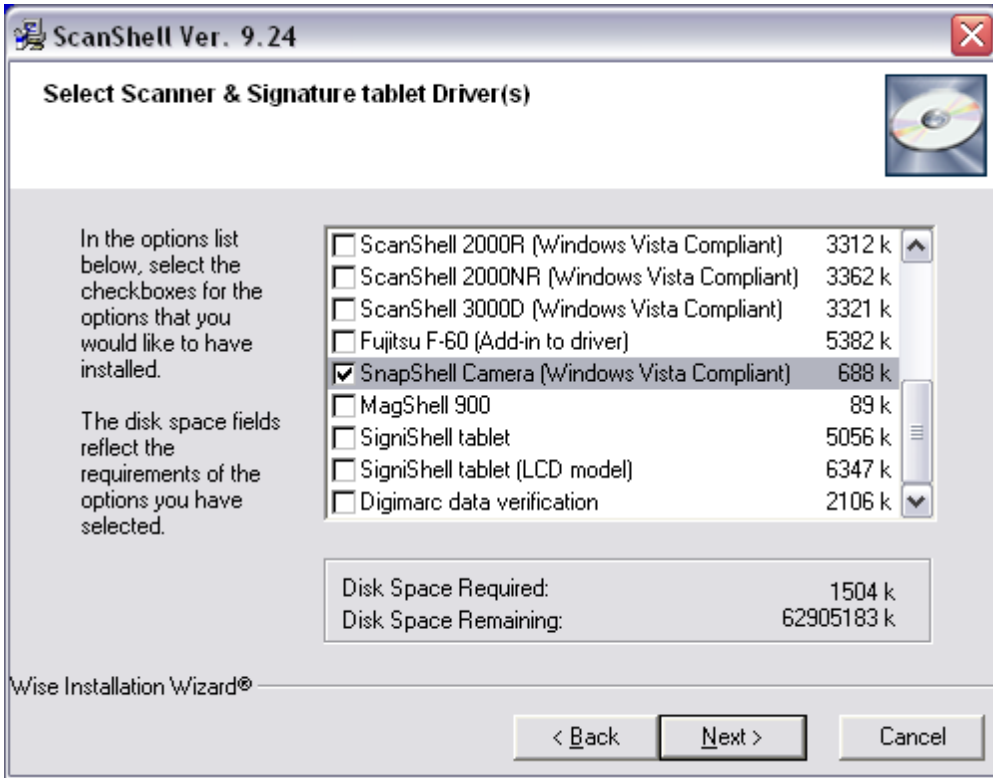 ScanShell Ver. 9.24
Select Scanner & Signature tablet Driver(s)
In the options list
below, select the
checkboxes for the
options that you
would like to have
installed.
The disk space fields
reflect the
requirements of the
options you have
selected.
ScanShell 2000R (Windows Vista Compliant) 3312 k
ScanShell 2000NR (Windows Vista Compliant) 3362 k
ScanShell 3000D (Windows Vista Compliant) 3321 k
Fujitsu F-60 (Add-in to driver) 5382 k
SnapShell Camera (Windows Vista Compliant) 688 k
MagShell 900 89 k
SigniShell tablet 5056 k
SigniShell tablet (LCD model) 6347 k
Digimarc data verification 2106 k
Disk Space Required: 1504 k
Disk Space Remaining: 62905183 k
Wise Installation Wizard®
< Back Next > Cancel